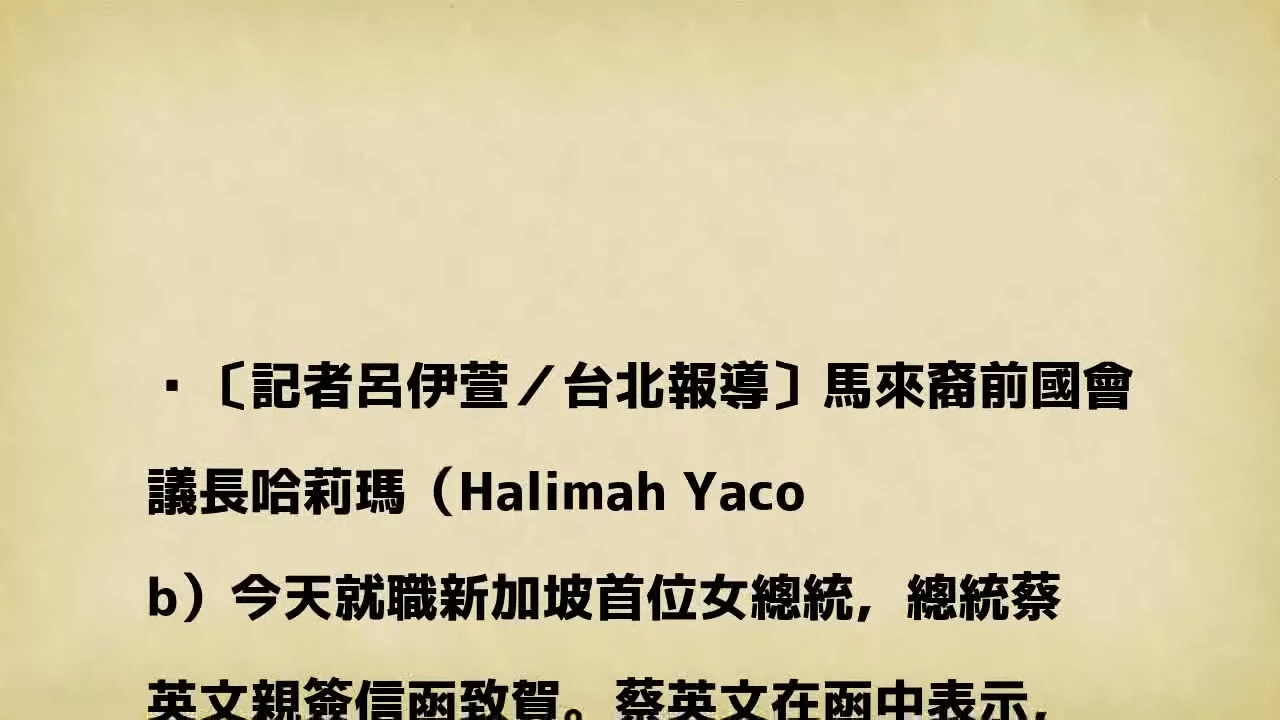 ▪〔記者呂伊萱／台北報導〕馬來裔前國會
議長哈莉瑪（Halimah Yaco
b）今天就職新加坡首位女總統，總統蔡
英文親簽信函致賀。蔡英文在函中表示，